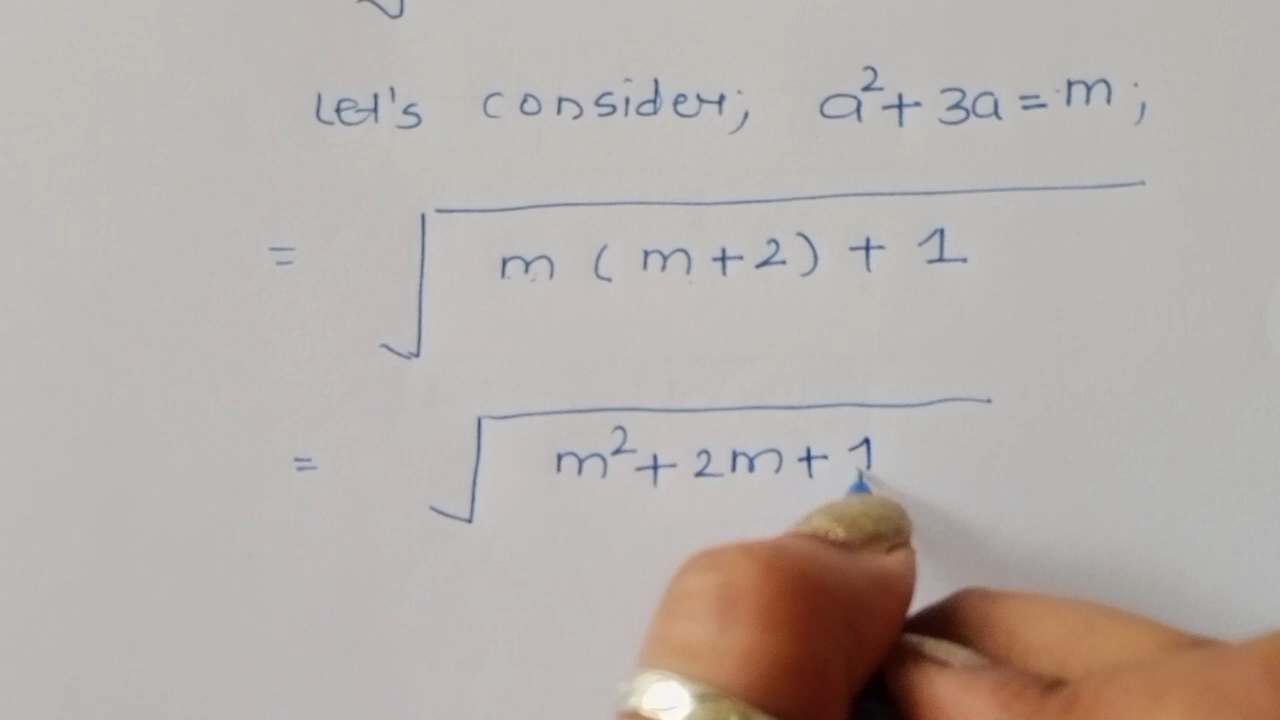 Let's consider; a²+3a=m;
= √m(m+2)+1
= √m²+2m+1